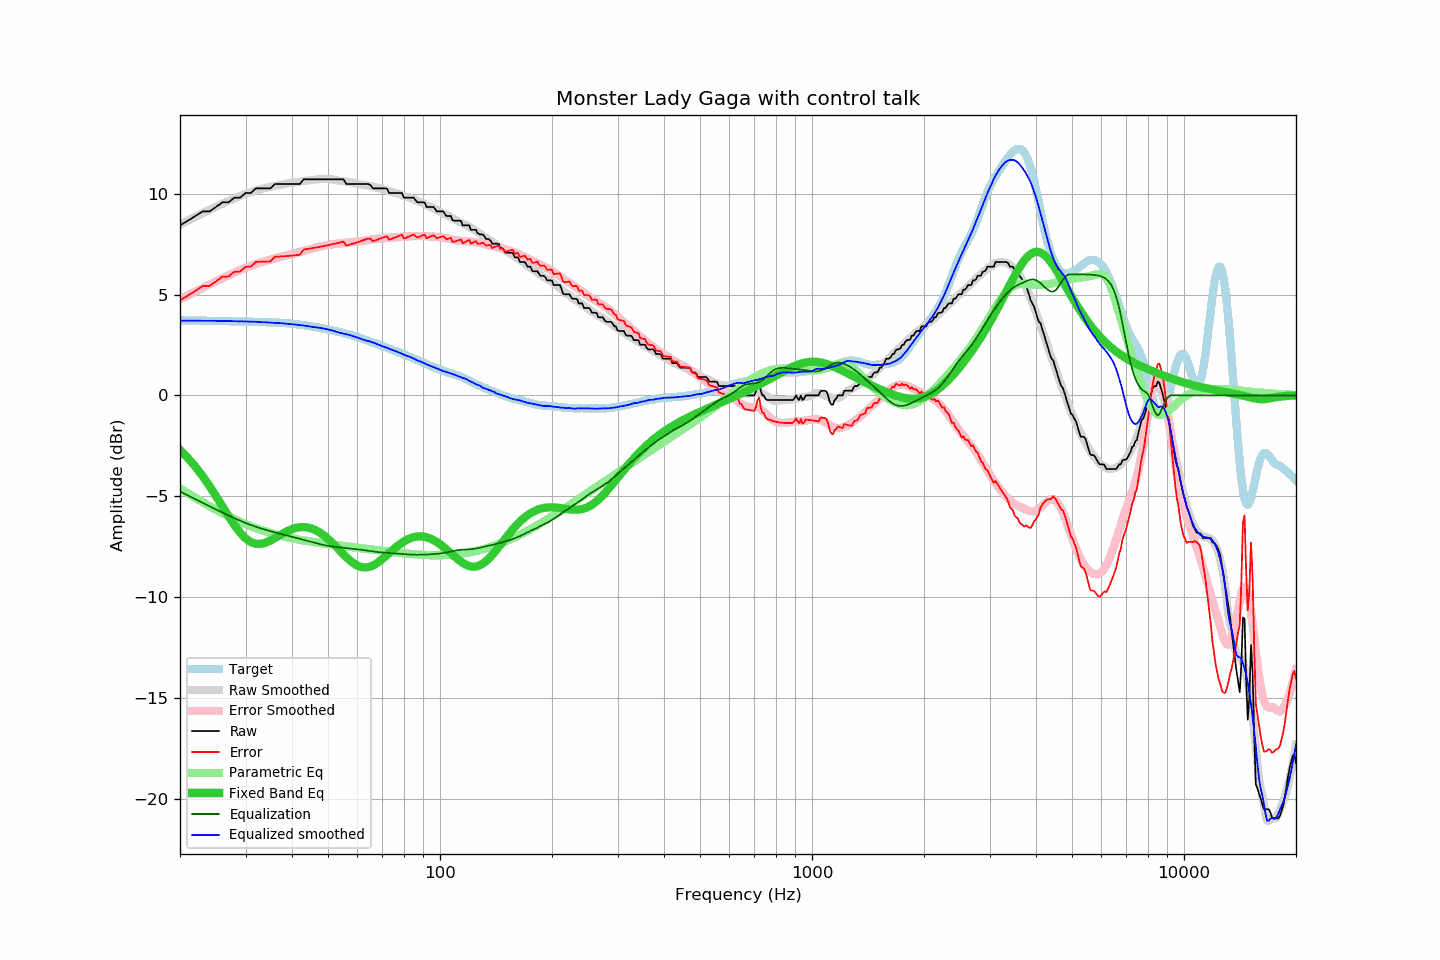 Monster Lady Gaga with control talk
10
5
0
−5
−10
−15
−20
Amplitude (dBr)
Target
Raw Smoothed
Error Smoothed
Raw
Error
Parametric Eq
Fixed Band Eq
Equalization
Equalized smoothed
100
1000
10000
Frequency (Hz)